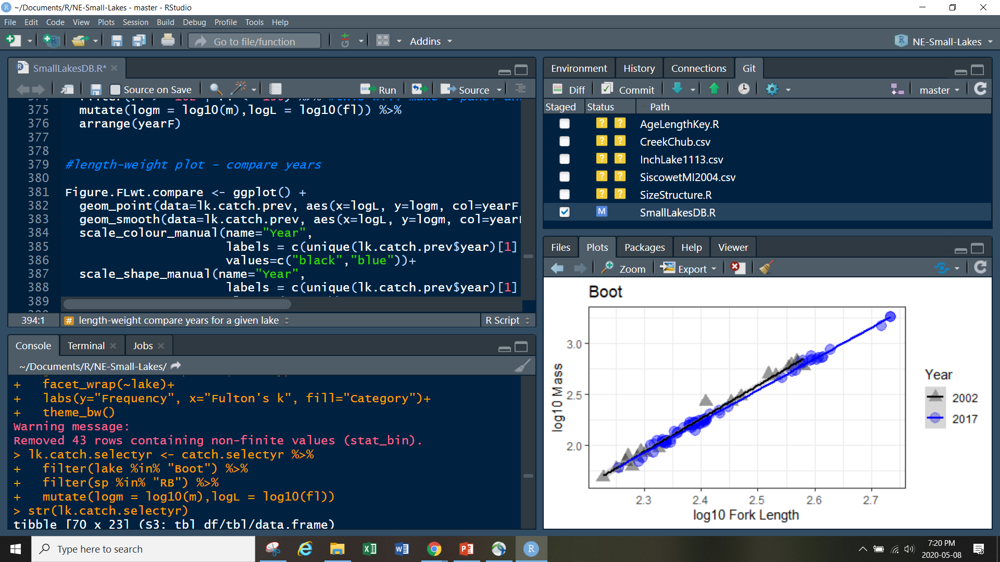 ~/Documents/R/NE-Small-Lakes - master - RStudio
File Edit Code View Plots Session Build Debug Profile Tools Help
Go to file/function
Addins
NE-Small-Lakes
SmallLakesDB.R*
Source on Save
Run
Source
375 mutate(logm = log10(m),logL = log10(fl)) %>%
376 arrange(yearF)
377
378
379 #length-weight plot - compare years
380
381 Figure.FLwt.compare <- ggplot() +
382 geom_point(data=lk.catch.prev, aes(x=logL, y=logm, col=yearF
383 geom_smooth(data=lk.catch.prev, aes(x=logL, y=logm, col=year
384 scale_colour_manual(name="Year",
385 labels = c(unique(lk.catch.prev$year)[1]
386 values=c("black","blue"))+
387 scale_shape_manual(name="Year",
388 labels = c(unique(lk.catch.prev$year)[1]
389
394:1 # length-weight compare years for a given lake R Script
Console Terminal Jobs
~/Documents/R/NE-Small-Lakes/
+ facet_wrap(~lake)+
+ labs(y="Frequency", x="Fulton's k", fill="Category")+
+ theme_bw()
Warning message:
Removed 43 rows containing non-finite values (stat_bin).
> lk.catch.selectyr <- catch.selectyr %>%
+ filter(lake %in% "Boot") %>%
+ filter(sp %in% "RB") %>%
+ mutate(logm = log10(m),logL = log10(fl))
> str(lk.catch.selectyr)
tibble [70 x 23] (S3: tbl_df/tbl/data.frame)
Environment History Connections Git
Diff Commit master
Staged Status Path
? ? AgeLengthKey.R
? ? CreekChub.csv
? ? InchLake1113.csv
? ? SiscowetMI2004.csv
? ? SizeStructure.R
M SmallLakesDB.R
Files Plots Packages Help Viewer
Zoom Export
Boot
log10 Mass
3.0
2.5
2.0
2.3 2.4 2.5 2.6 2.7
log10 Fork Length
Year
2002
2017
Type here to search
7:20 PM
2020-05-08